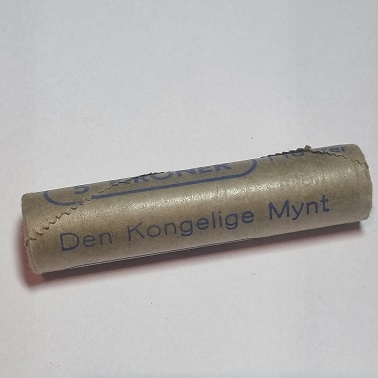 KRONER
Den Kongelige Mynt